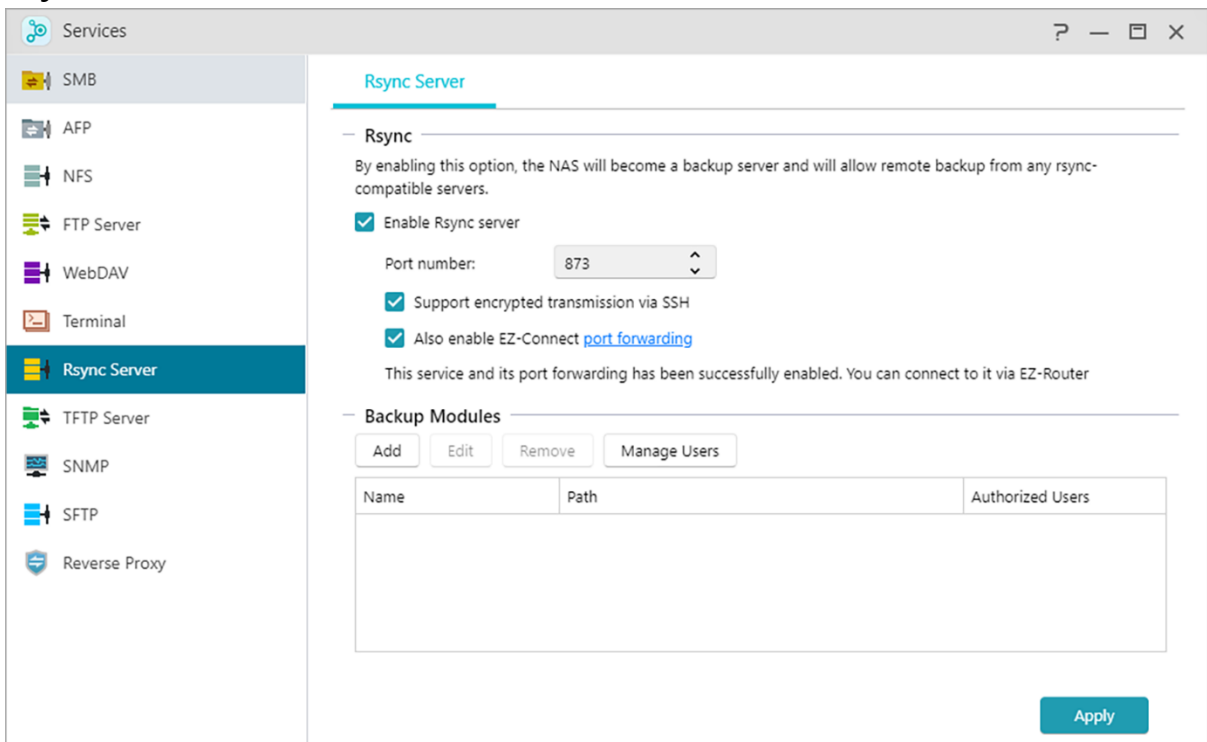 Services
SMB
AFP
NFS
FTP Server
WebDAV
Terminal
Rsync Server
TFTP Server
SNMP
SFTP
Reverse Proxy
Rsync Server
Rsync
By enabling this option, the NAS will become a backup server and will allow remote backup from any rsync-
compatible servers.
Enable Rsync server
Port number: 873
Support encrypted transmission via SSH
Also enable EZ-Connect port forwarding
This service and its port forwarding has been successfully enabled. You can connect to it via EZ-Router
Backup Modules
Add Edit Remove Manage Users
Name Path Authorized Users
Apply